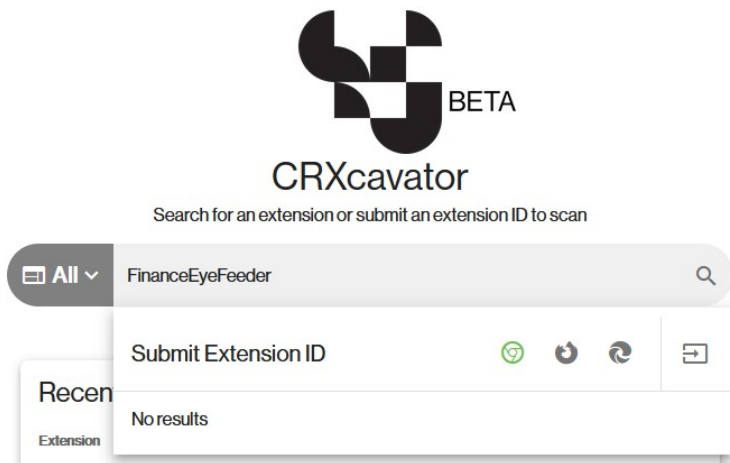 BETA
CRXcavator
Search for an extension or submit an extension ID to scan
All
FinanceEyeFeeder
Submit Extension ID
Recen
No results
Extension